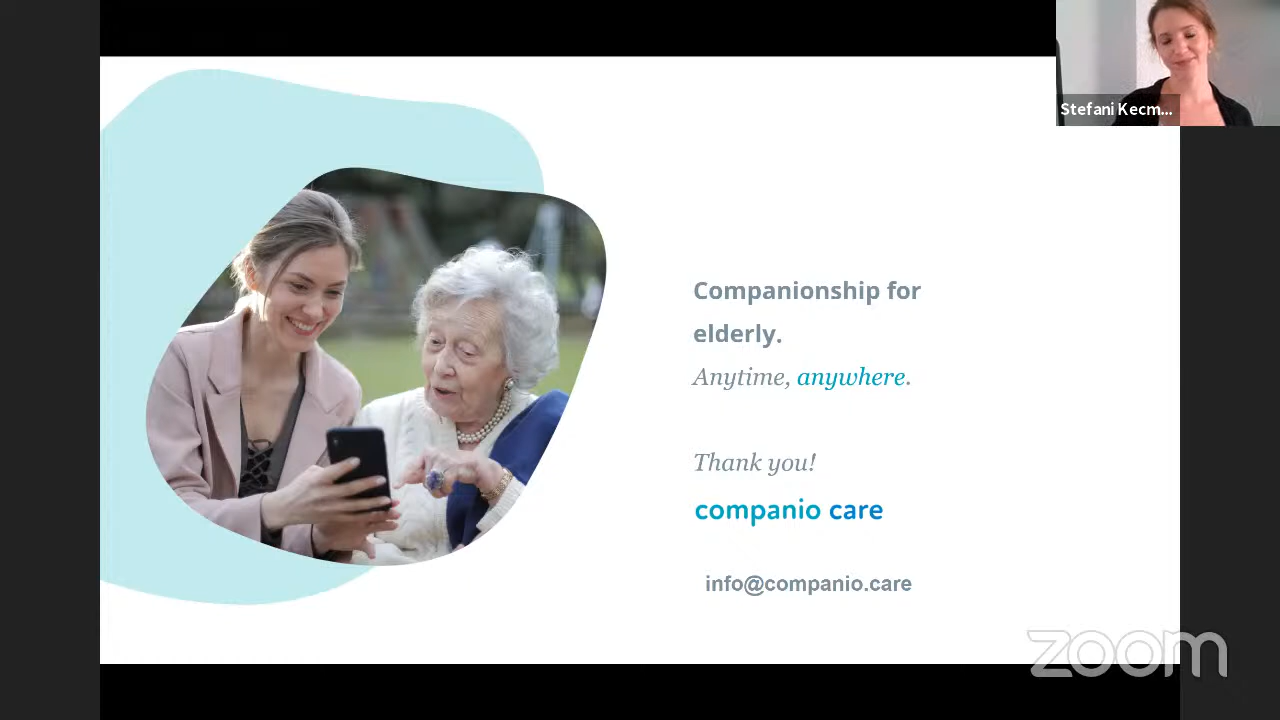 Stefani Kecm...
Companionship for
elderly.
Anytime, anywhere.
Thank you!
companio care
info@companio.care
zoom